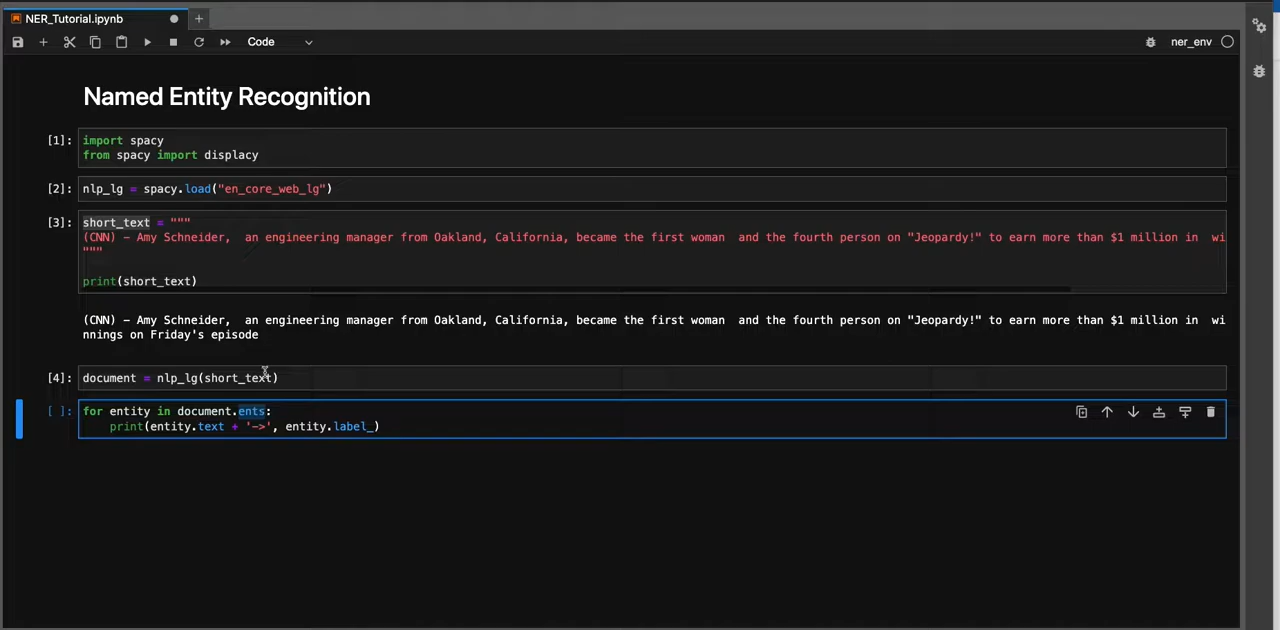 NER_Tutorial.ipynb
Code
ner_env
Named Entity Recognition
[1]:
import spacy
from spacy import displacy
[2]:
nlp_lg = spacy.load("en_core_web_lg")
[3]:
short_text = """
(CNN) – Amy Schneider,  an engineering manager from Oakland, California, became the first woman  and the fourth person on "Jeopardy!" to earn more than $1 million in  wi
"""
print(short_text)
(CNN) – Amy Schneider,  an engineering manager from Oakland, California, became the first woman  and the fourth person on "Jeopardy!" to earn more than $1 million in  wi
nnings on Friday's episode
[4]:
document = nlp_lg(short_text)
[ ]:
for entity in document.ents:
    print(entity.text + '->', entity.label_)